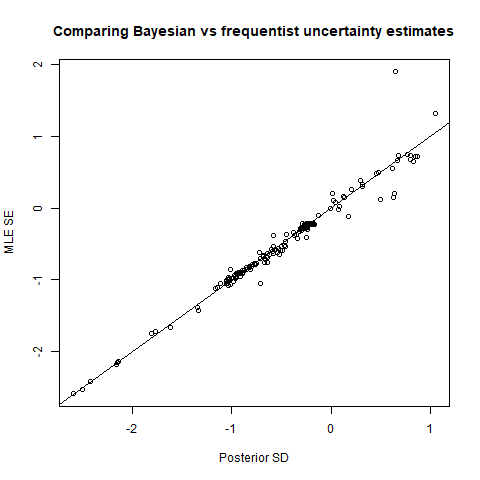 Comparing Bayesian vs frequentist uncertainty estimates
2
1
0
-1
-2
MLE SE
-2 -1 0 1
Posterior SD